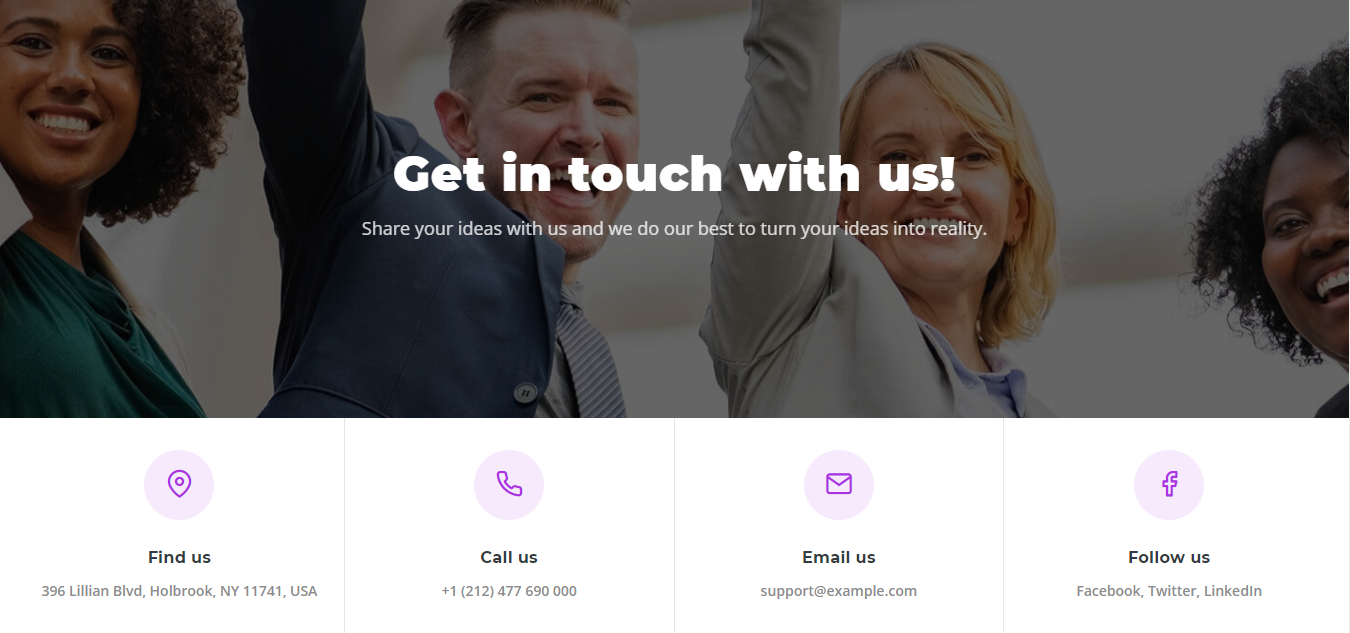 Get in touch with us!
Share your ideas with us and we do our best to turn your ideas into reality.
Find us
396 Lillian Blvd, Holbrook, NY 11741, USA
Call us
+1 (212) 477 690 000
Email us
support@example.com
Follow us
Facebook, Twitter, LinkedIn